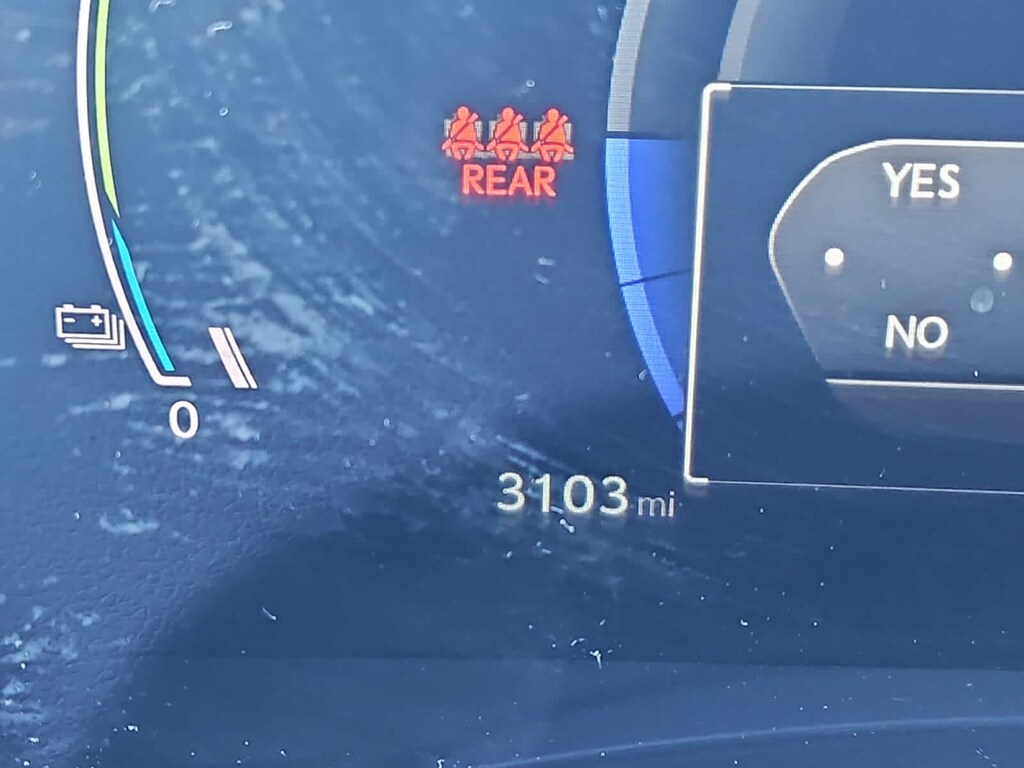 REAR
YES
NO
0
3103 mi